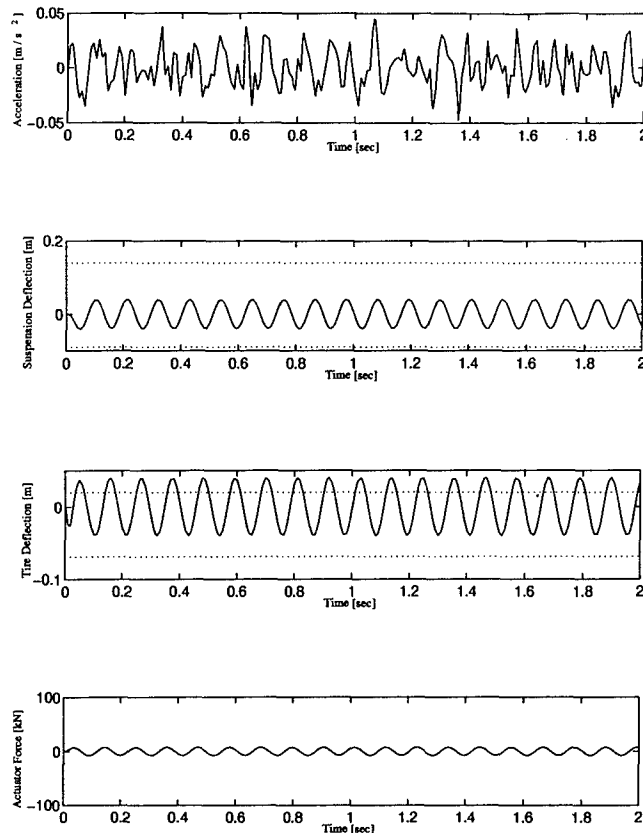 Acceleration [m / s ²]
0.05
0
−0.05
0 0.2 0.4 0.6 0.8 1 1.2 1.4 1.6 1.8 2
Time [sec]
Suspension Deflection [m]
0.2
0
0 0.2 0.4 0.6 0.8 1 1.2 1.4 1.6 1.8 2
Time [sec]
Tire Deflection [m]
0
−0.1
0 0.2 0.4 0.6 0.8 1 1.2 1.4 1.6 1.8 2
Time [sec]
Actuator Force [kN]
100
0
−100
0 0.2 0.4 0.6 0.8 1 1.2 1.4 1.6 1.8 2
Time [sec]